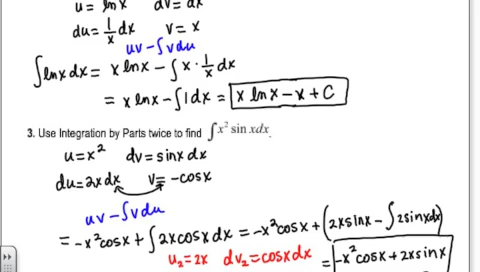 u = ln x dv = dx
du = 1/x dx v = x
uv - ∫v du
∫ln x dx = x ln x - ∫x · 1/x dx
= x ln x - ∫1 dx = x ln x - x + C
3. Use Integration by Parts twice to find ∫x² sin xdx.
u = x² dv = sin x dx
du = 2x dx v = -cos x
uv - ∫v du
= -x² cos x + ∫2x cos x dx = -x² cos x + (2x sin x - ∫2 sin x dx)
u₂ = 2x dv₂ = cos x dx = -x² cos x + 2x sin x